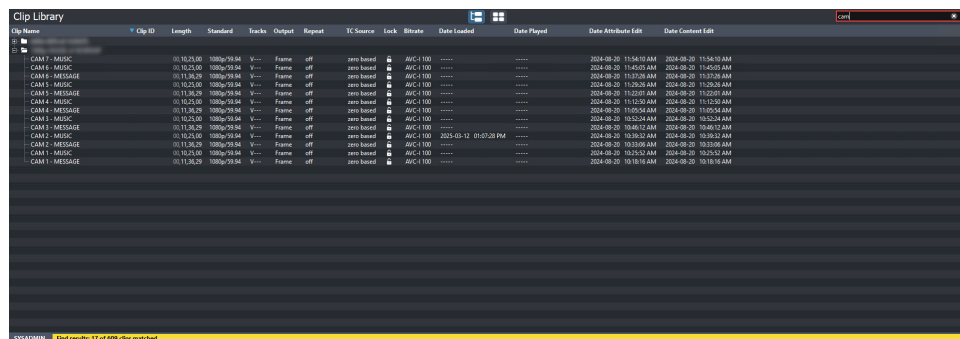 Clip Library
cam
Clip Name Clip ID Length Standard Tracks Output Repeat TC Source Lock Bitrate Date Loaded Date Played Date Attribute Edit Date Content Edit
CAM 7 - MUSIC 00,10,25,00 1080p/59.94 V--- Frame off zero based AVC-I 100 ----- ----- 2024-08-20 11:54:10 AM 2024-08-20 11:54:10 AM
CAM 6 - MUSIC 00,10,25,00 1080p/59.94 V--- Frame off zero based AVC-I 100 ----- ----- 2024-08-20 11:45:05 AM 2024-08-20 11:45:05 AM
CAM 6 - MESSAGE 00,11,36,29 1080p/59.94 V--- Frame off zero based AVC-I 100 ----- ----- 2024-08-20 11:37:26 AM 2024-08-20 11:37:26 AM
CAM 5 - MUSIC 00,10,25,00 1080p/59.94 V--- Frame off zero based AVC-I 100 ----- ----- 2024-08-20 11:29:26 AM 2024-08-20 11:29:26 AM
CAM 5 - MESSAGE 00,11,36,29 1080p/59.94 V--- Frame off zero based AVC-I 100 ----- ----- 2024-08-20 11:22:01 AM 2024-08-20 11:22:01 AM
CAM 4 - MUSIC 00,10,25,00 1080p/59.94 V--- Frame off zero based AVC-I 100 ----- ----- 2024-08-20 11:12:50 AM 2024-08-20 11:12:50 AM
CAM 4 - MESSAGE 00,11,36,29 1080p/59.94 V--- Frame off zero based AVC-I 100 ----- ----- 2024-08-20 11:05:54 AM 2024-08-20 11:05:54 AM
CAM 3 - MUSIC 00,10,25,00 1080p/59.94 V--- Frame off zero based AVC-I 100 ----- ----- 2024-08-20 10:52:24 AM 2024-08-20 10:52:24 AM
CAM 3 - MESSAGE 00,11,36,29 1080p/59.94 V--- Frame off zero based AVC-I 100 ----- ----- 2024-08-20 10:46:12 AM 2024-08-20 10:46:12 AM
CAM 2 - MUSIC 00,10,25,00 1080p/59.94 V--- Frame off zero based AVC-I 100 2025-03-12 01:07:28 PM ----- 2024-08-20 10:39:32 AM 2024-08-20 10:39:32 AM
CAM 2 - MESSAGE 00,11,36,29 1080p/59.94 V--- Frame off zero based AVC-I 100 ----- ----- 2024-08-20 10:33:06 AM 2024-08-20 10:33:06 AM
CAM 1 - MUSIC 00,10,25,00 1080p/59.94 V--- Frame off zero based AVC-I 100 ----- ----- 2024-08-20 10:25:52 AM 2024-08-20 10:25:52 AM
CAM 1 - MESSAGE 00,11,36,29 1080p/59.94 V--- Frame off zero based AVC-I 100 ----- ----- 2024-08-20 10:18:16 AM 2024-08-20 10:18:16 AM
SYSADMIN Find results: 17 of 609 clips matched